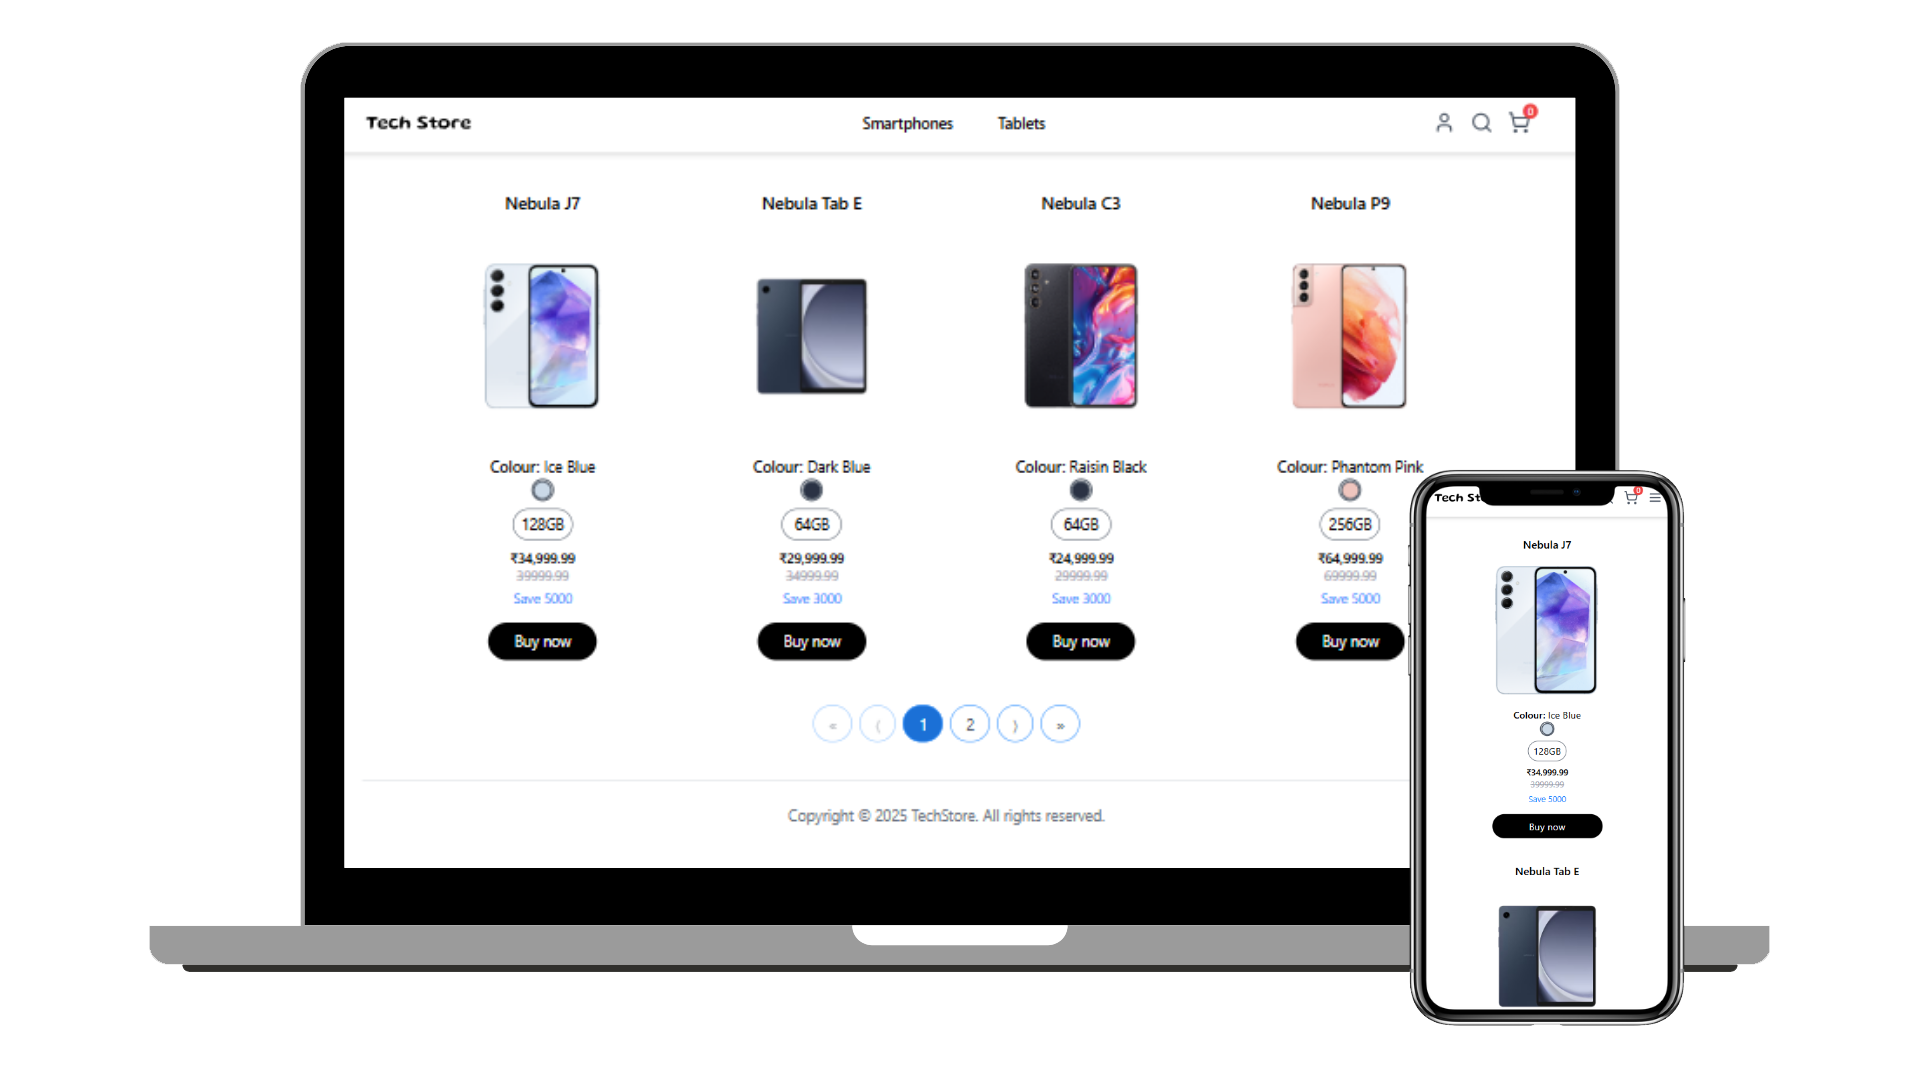 Tech Store
Smartphones Tablets
0
Nebula J7 Nebula Tab E Nebula C3 Nebula P9
Colour: Ice Blue Colour: Dark Blue Colour: Raisin Black Colour: Phantom Pink
128GB 64GB 64GB 256GB
₹34,999.99 ₹29,999.99 ₹24,999.99 ₹64,999.99
39999.99 34999.99 29999.99 69999.99
Save 5000 Save 3000 Save 3000 Save 5000
Buy now Buy now Buy now Buy now
« ⟨ 1 2 ⟩ »
Copyright © 2025 TechStore. All rights reserved.
Tech St
0
Nebula J7
Colour: Ice Blue
128GB
₹34,999.99
39999.99
Save 5000
Buy now
Nebula Tab E